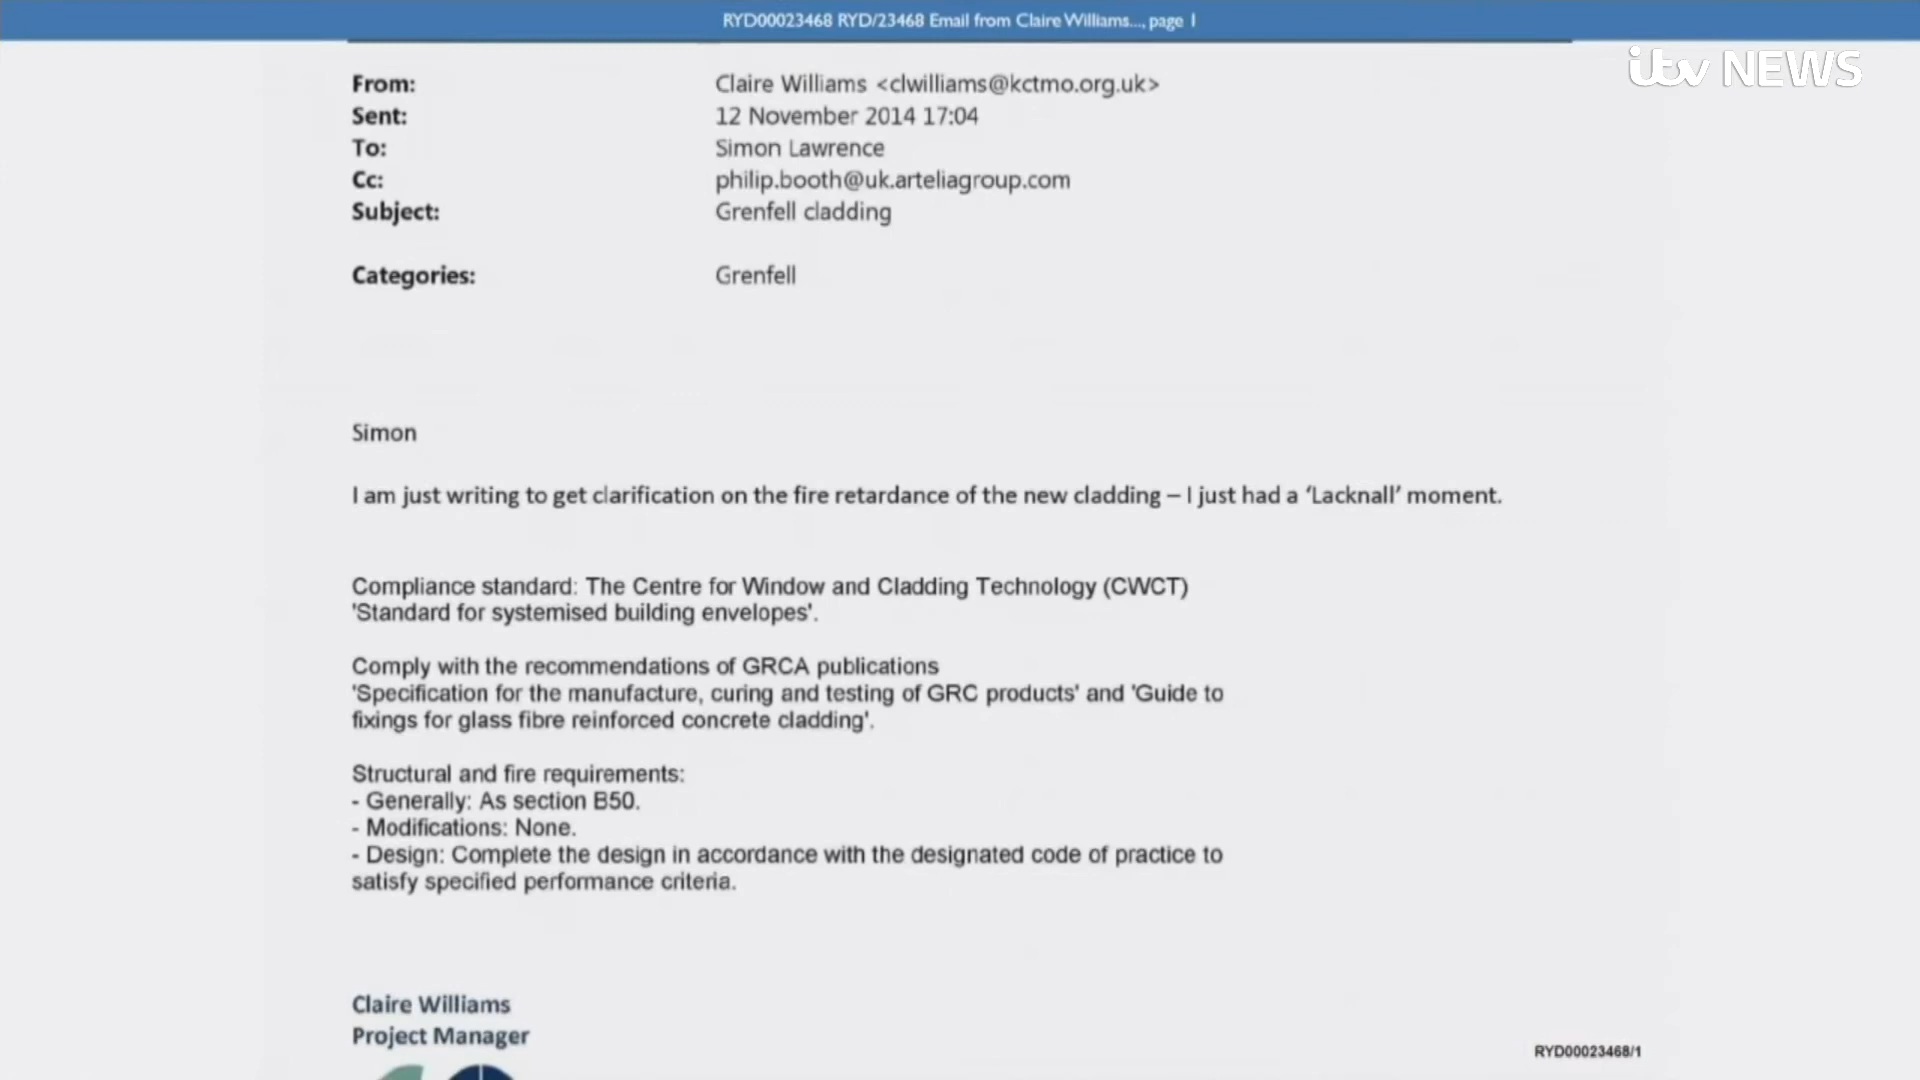 RYD00023468 RYD/23468 Email from Claire Williams..., page 1
itv NEWS
From: Claire Williams <clwilliams@kctmo.org.uk>
Sent: 12 November 2014 17:04
To: Simon Lawrence
Cc: philip.booth@uk.arteliagroup.com
Subject: Grenfell cladding
Categories: Grenfell
Simon
I am just writing to get clarification on the fire retardance of the new cladding – I just had a ‘Lacknall’ moment.
Compliance standard: The Centre for Window and Cladding Technology (CWCT)
'Standard for systemised building envelopes'.
Comply with the recommendations of GRCA publications
'Specification for the manufacture, curing and testing of GRC products' and 'Guide to
fixings for glass fibre reinforced concrete cladding'.
Structural and fire requirements:
- Generally: As section B50.
- Modifications: None.
- Design: Complete the design in accordance with the designated code of practice to
satisfy specified performance criteria.
Claire Williams
Project Manager
RYD00023468/1